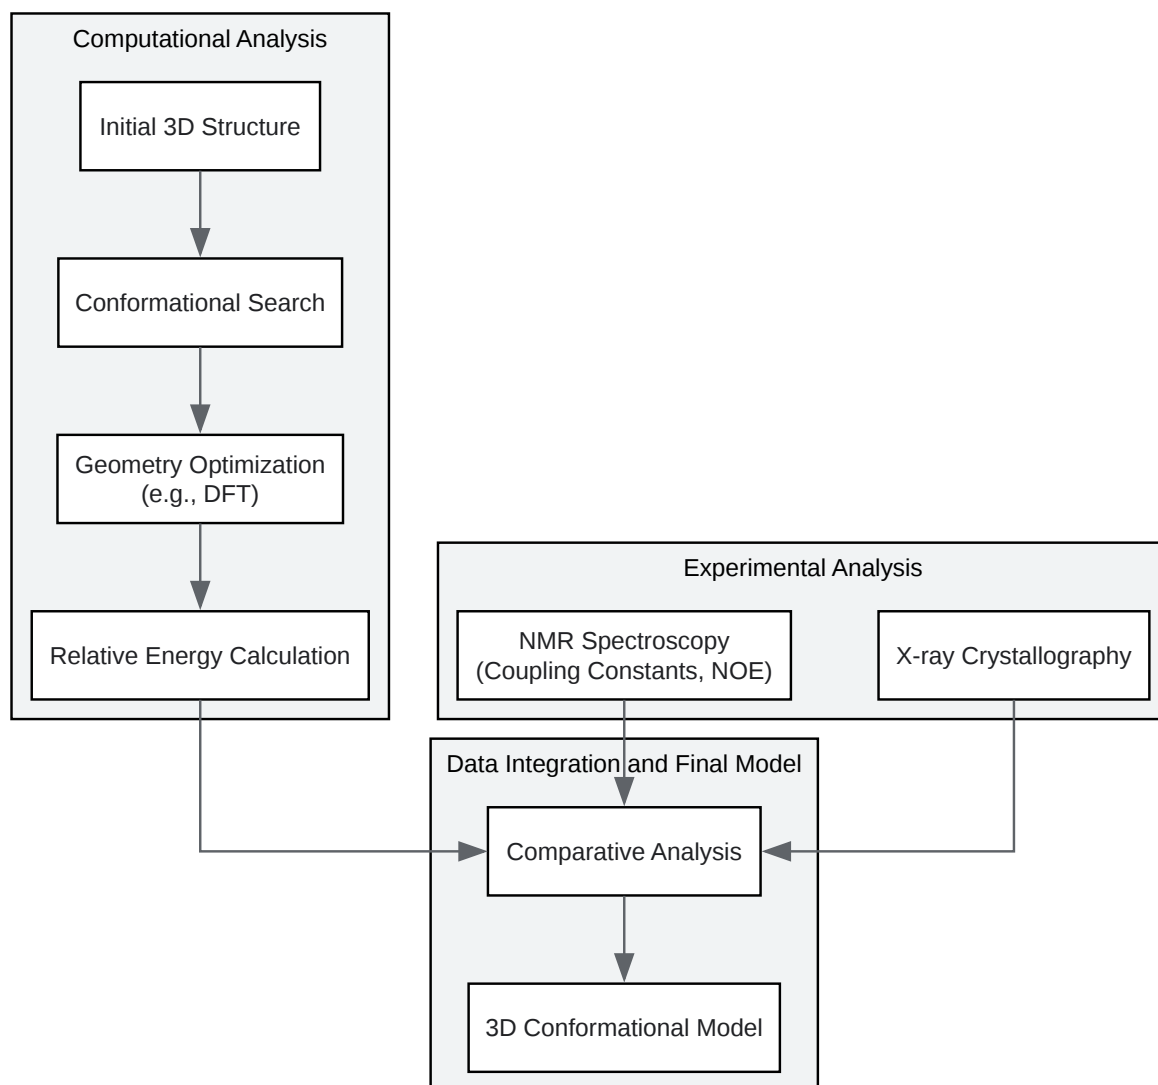 Computational Analysis
Initial 3D Structure
Conformational Search
Geometry Optimization
(e.g., DFT)
Relative Energy Calculation
Experimental Analysis
NMR Spectroscopy
(Coupling Constants, NOE)
X-ray Crystallography
Data Integration and Final Model
Comparative Analysis
3D Conformational Model